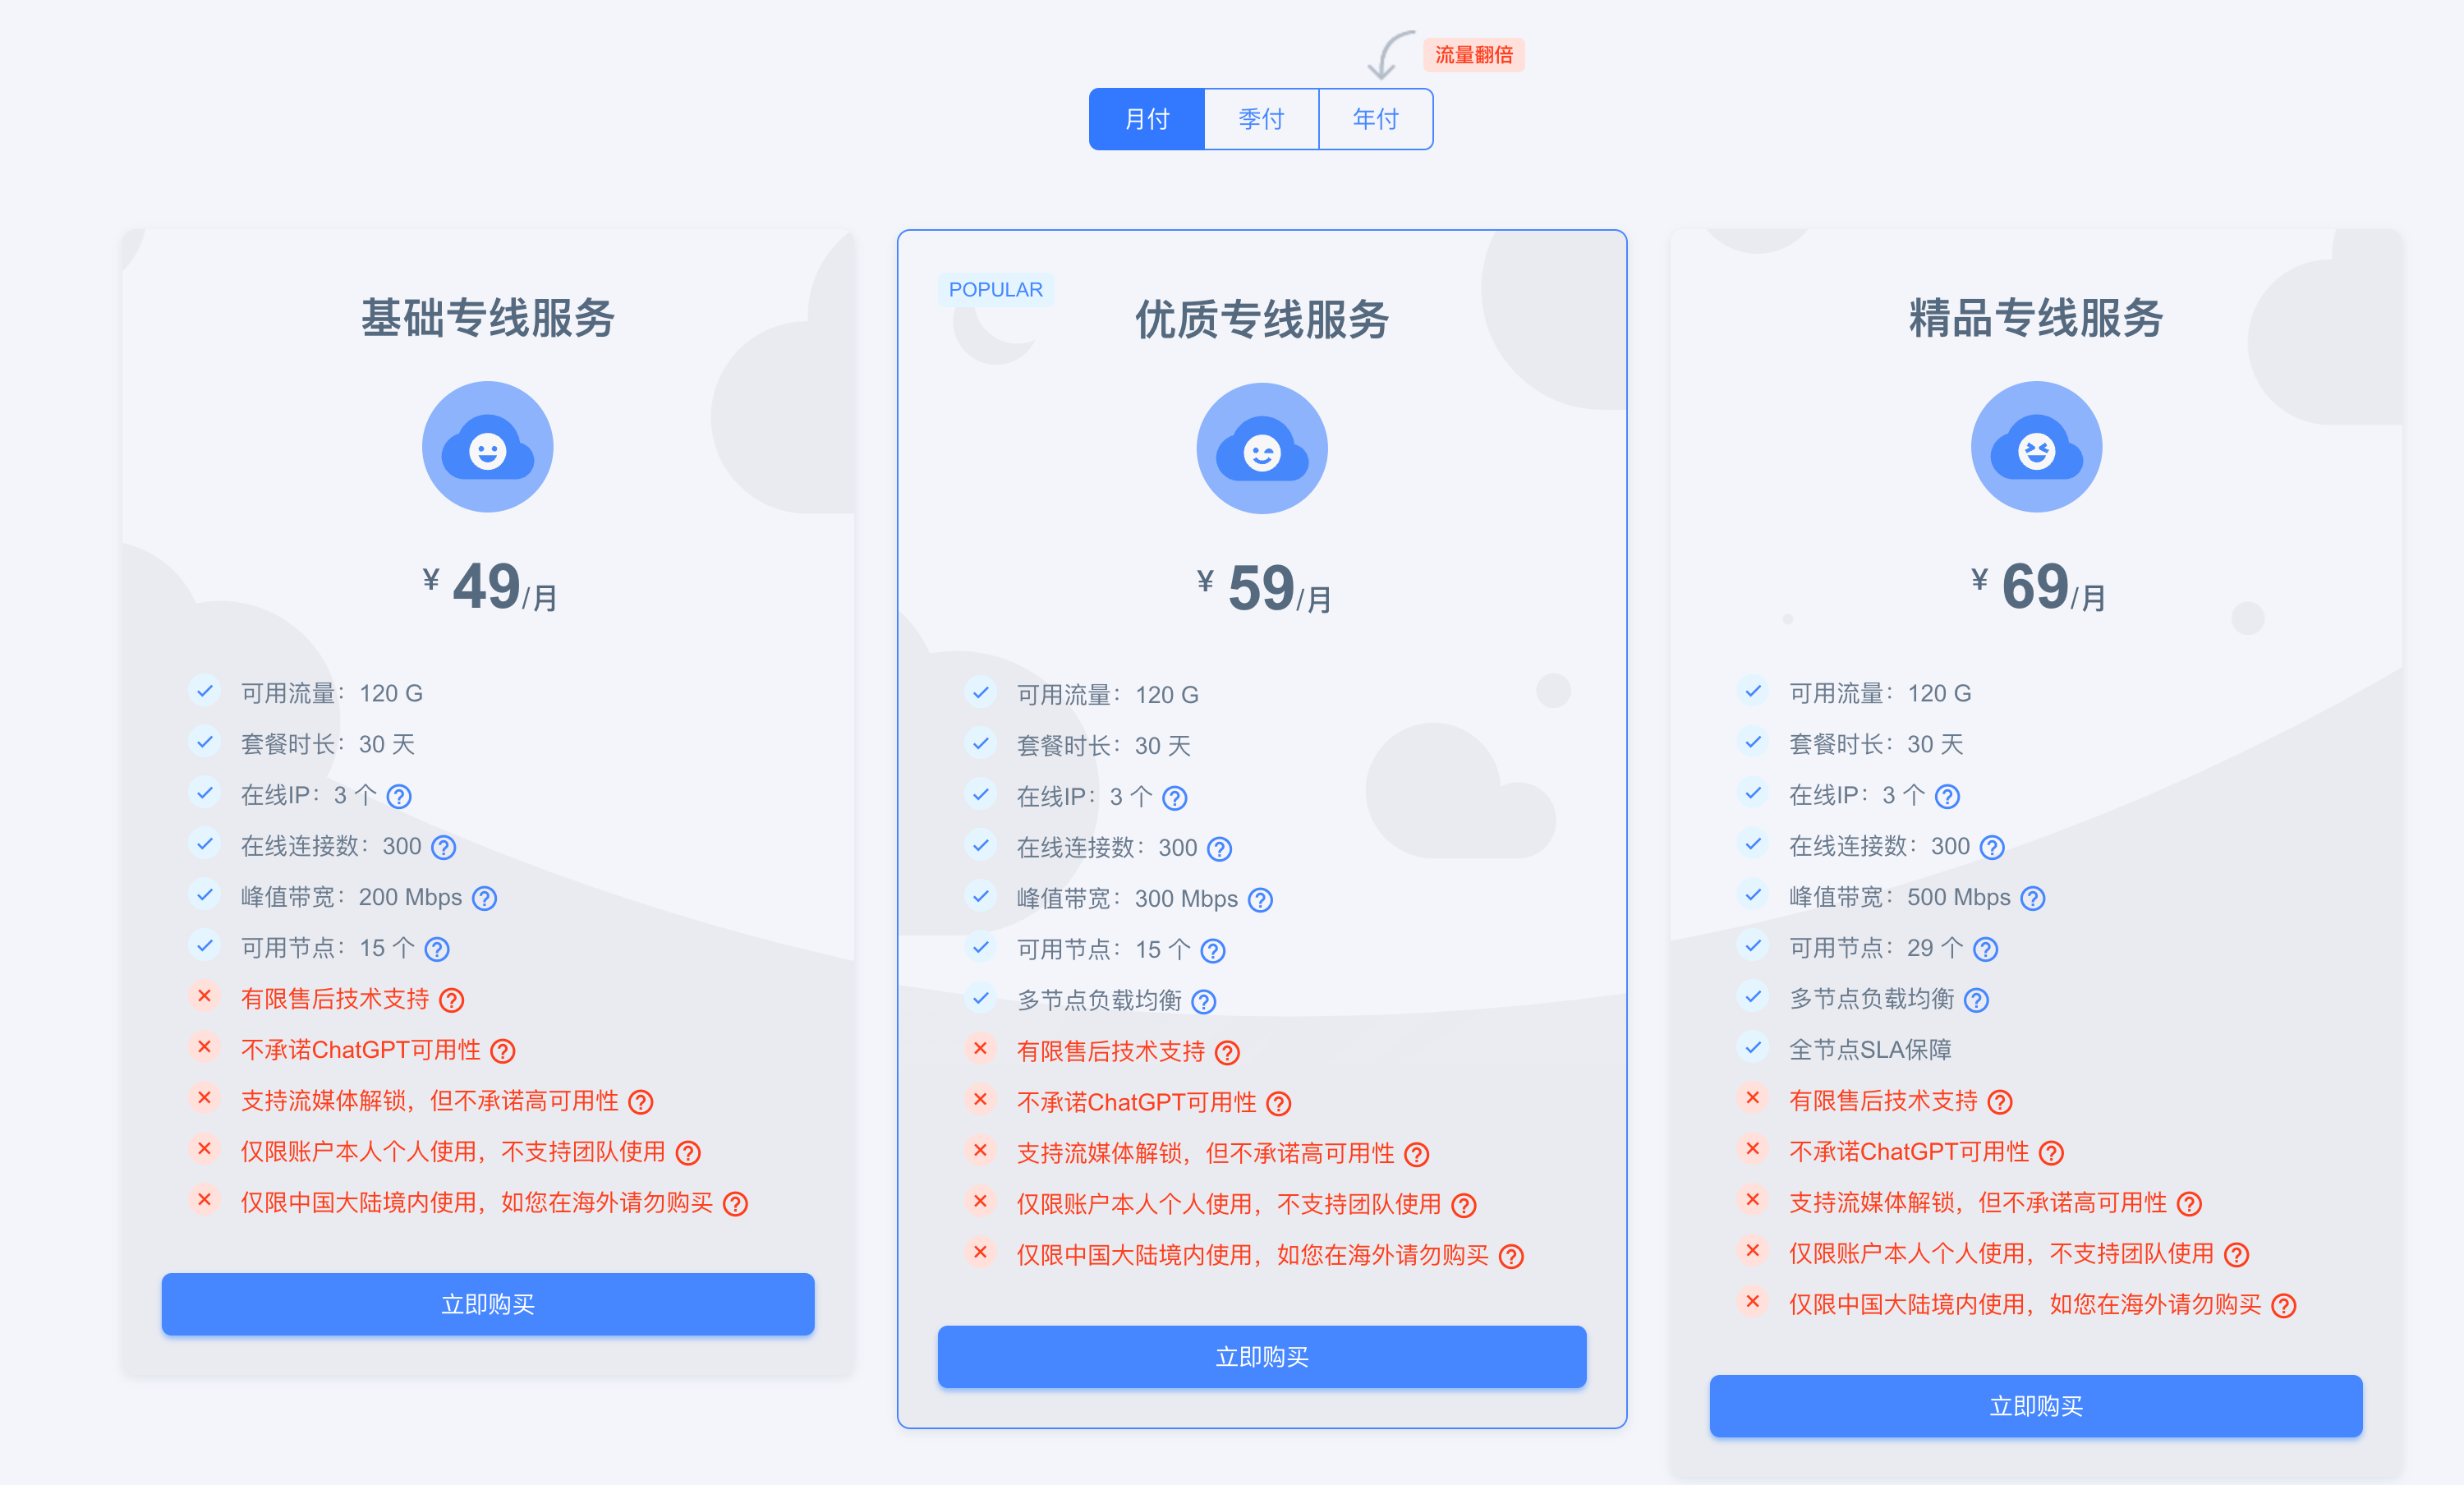 流量翻倍
月付
季付
年付
基础专线服务
¥ 49/月
可用流量：120 G
套餐时长：30 天
在线IP：3 个
在线连接数：300
峰值带宽：200 Mbps
可用节点：15 个
有限售后技术支持
不承诺ChatGPT可用性
支持流媒体解锁，但不承诺高可用性
仅限账户本人个人使用，不支持团队使用
仅限中国大陆境内使用，如您在海外请勿购买
立即购买
POPULAR
优质专线服务
¥ 59/月
可用流量：120 G
套餐时长：30 天
在线IP：3 个
在线连接数：300
峰值带宽：300 Mbps
可用节点：15 个
多节点负载均衡
有限售后技术支持
不承诺ChatGPT可用性
支持流媒体解锁，但不承诺高可用性
仅限账户本人个人使用，不支持团队使用
仅限中国大陆境内使用，如您在海外请勿购买
立即购买
精品专线服务
¥ 69/月
可用流量：120 G
套餐时长：30 天
在线IP：3 个
在线连接数：300
峰值带宽：500 Mbps
可用节点：29 个
多节点负载均衡
全节点SLA保障
有限售后技术支持
不承诺ChatGPT可用性
支持流媒体解锁，但不承诺高可用性
仅限账户本人个人使用，不支持团队使用
仅限中国大陆境内使用，如您在海外请勿购买
立即购买